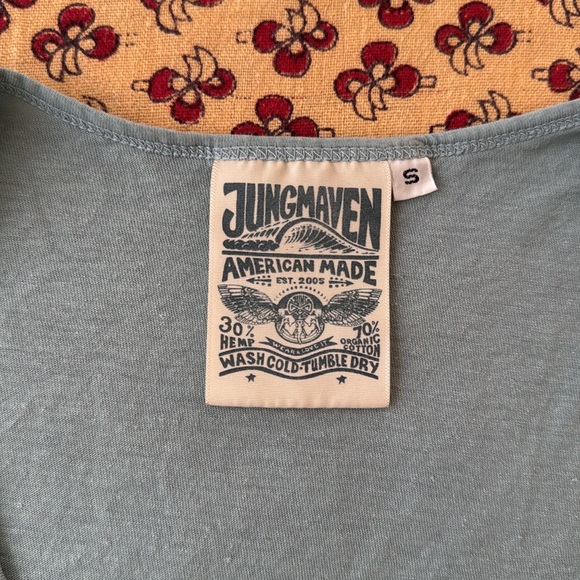 JUNGMAVEN
S
AMERICAN MADE
EST. 2005
30% HEMP
70% ORGANIC COTTON
WASH COLD · TUMBLE DRY